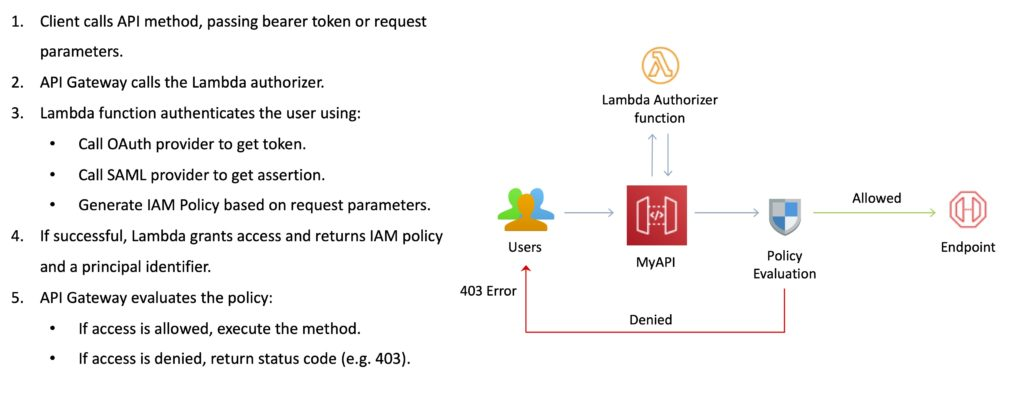 1. Client calls API method, passing bearer token or request
parameters.
2. API Gateway calls the Lambda authorizer.
3. Lambda function authenticates the user using:
• Call OAuth provider to get token.
• Call SAML provider to get assertion.
• Generate IAM Policy based on request parameters.
4. If successful, Lambda grants access and returns IAM policy
and a principal identifier.
5. API Gateway evaluates the policy:
• If access is allowed, execute the method.
• If access is denied, return status code (e.g. 403).
Lambda Authorizer
function
Users
MyAPI
Policy
Evaluation
Allowed
Endpoint
403 Error
Denied